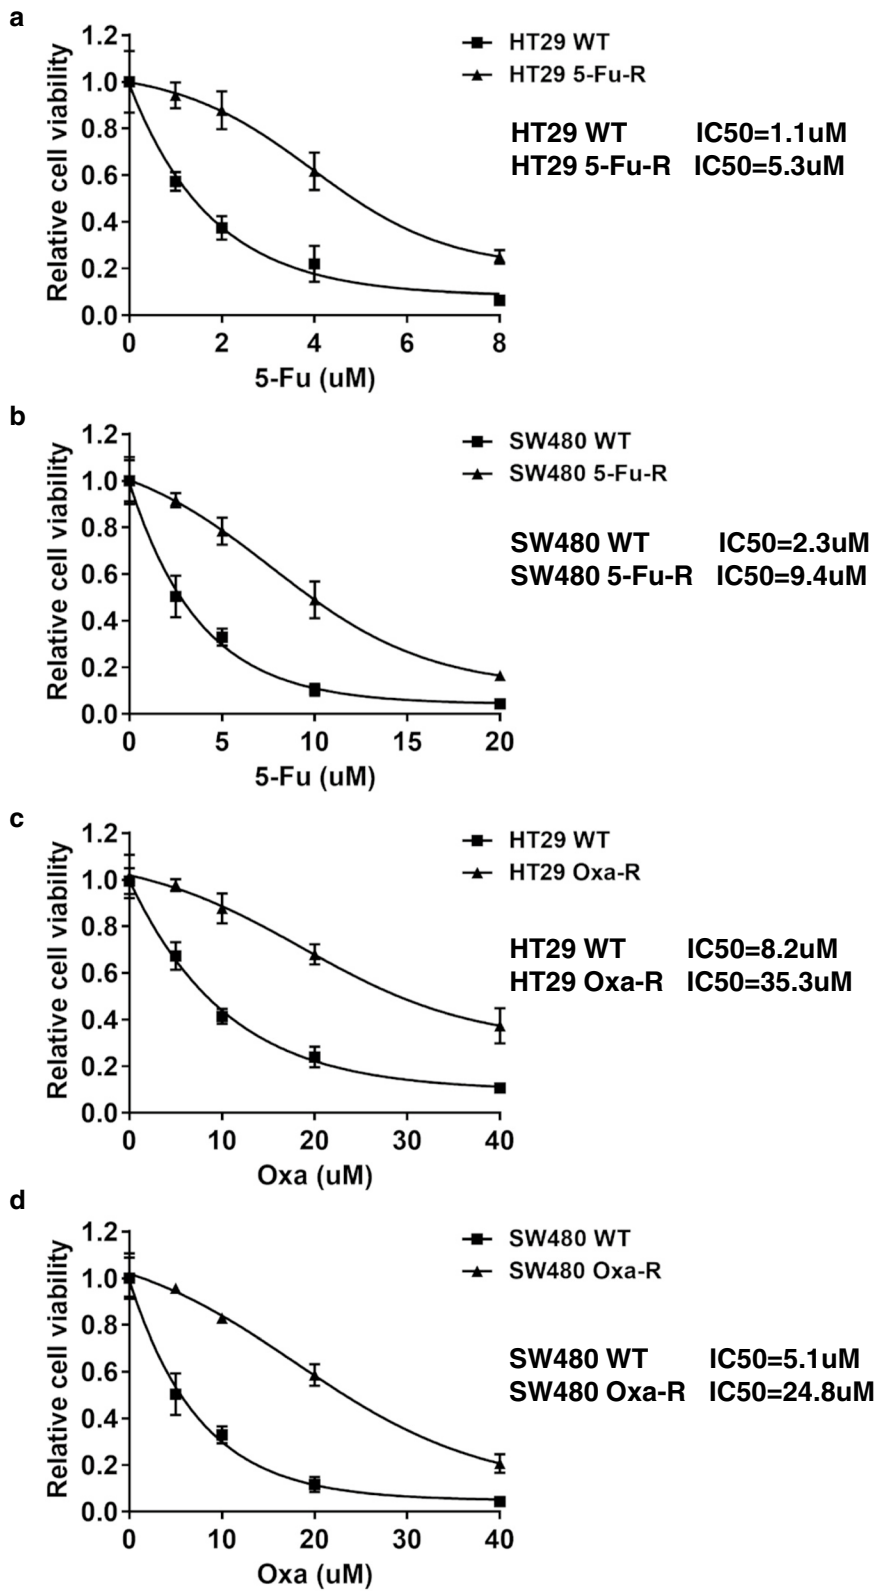 a
1.2
1.0
0.8
0.6
0.4
0.2
0.0
Relative cell viability
0 2 4 6 8
5-Fu (uM)
HT29 WT
HT29 5-Fu-R
HT29 WT IC50=1.1uM
HT29 5-Fu-R IC50=5.3uM
b
1.2
1.0
0.8
0.6
0.4
0.2
0.0
Relative cell viability
0 5 10 15 20
5-Fu (uM)
SW480 WT
SW480 5-Fu-R
SW480 WT IC50=2.3uM
SW480 5-Fu-R IC50=9.4uM
c
1.2
1.0
0.8
0.6
0.4
0.2
0.0
Relative cell viability
0 10 20 30 40
Oxa (uM)
HT29 WT
HT29 Oxa-R
HT29 WT IC50=8.2uM
HT29 Oxa-R IC50=35.3uM
d
1.2
1.0
0.8
0.6
0.4
0.2
0.0
Relative cell viability
0 10 20 30 40
Oxa (uM)
SW480 WT
SW480 Oxa-R
SW480 WT IC50=5.1uM
SW480 Oxa-R IC50=24.8uM